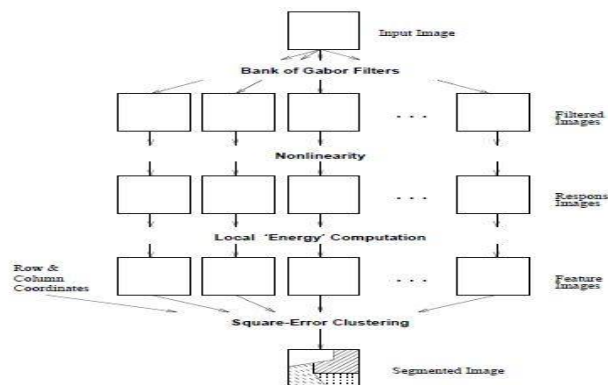 Input Image
Bank of Gabor Filters
Filtered
Images
Nonlinearity
Respons
Images
Local 'Energy' Computation
Row &
Column
Coordinates
Feature
Images
Square-Error Clustering
Segmented Image